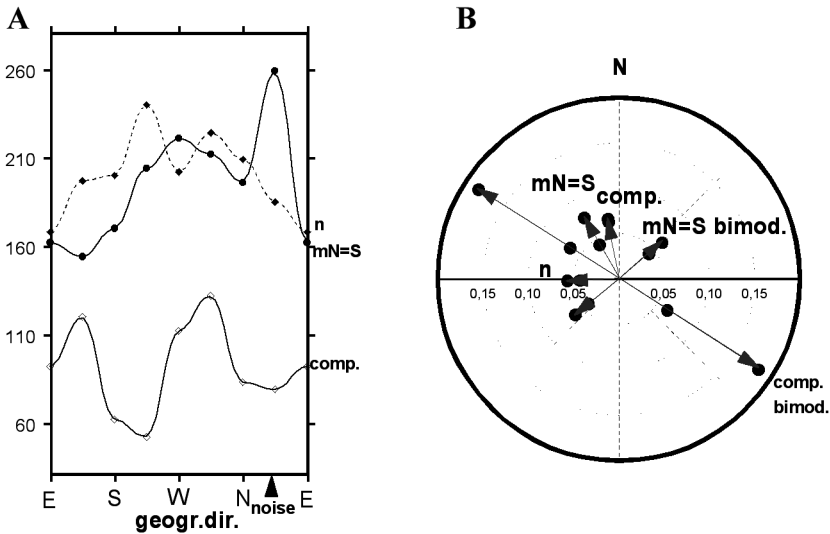 A
B
260
210
160
110
60
n
mN=S
comp.
E S W N noise E
geogr.dir.
N
mN=S
comp.
mN=S bimod.
n
0,15 0,10 0,05 0,05 0,10 0,15
comp.
bimod.